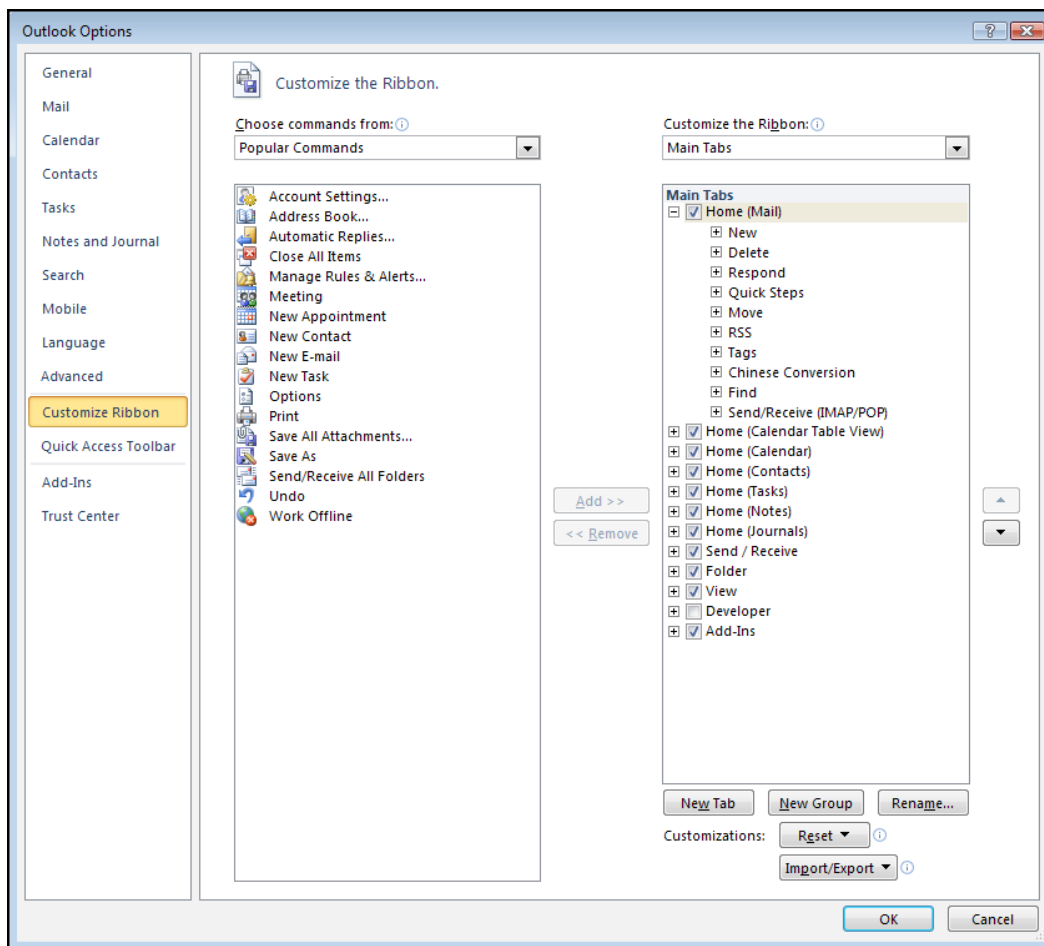 Outlook Options
General
Mail
Calendar
Contacts
Tasks
Notes and Journal
Search
Mobile
Language
Advanced
Customize Ribbon
Quick Access Toolbar
Add-Ins
Trust Center
Customize the Ribbon.
Choose commands from:
Popular Commands
Account Settings...
Address Book...
Automatic Replies...
Close All Items
Manage Rules & Alerts...
Meeting
New Appointment
New Contact
New E-mail
New Task
Options
Print
Save All Attachments...
Save As
Send/Receive All Folders
Undo
Work Offline
Add >>
<< Remove
Customize the Ribbon:
Main Tabs
Main Tabs
Home (Mail)
New
Delete
Respond
Quick Steps
Move
RSS
Tags
Chinese Conversion
Find
Send/Receive (IMAP/POP)
Home (Calendar Table View)
Home (Calendar)
Home (Contacts)
Home (Tasks)
Home (Notes)
Home (Journals)
Send / Receive
Folder
View
Developer
Add-Ins
New Tab
New Group
Rename...
Customizations:
Reset
Import/Export
OK
Cancel